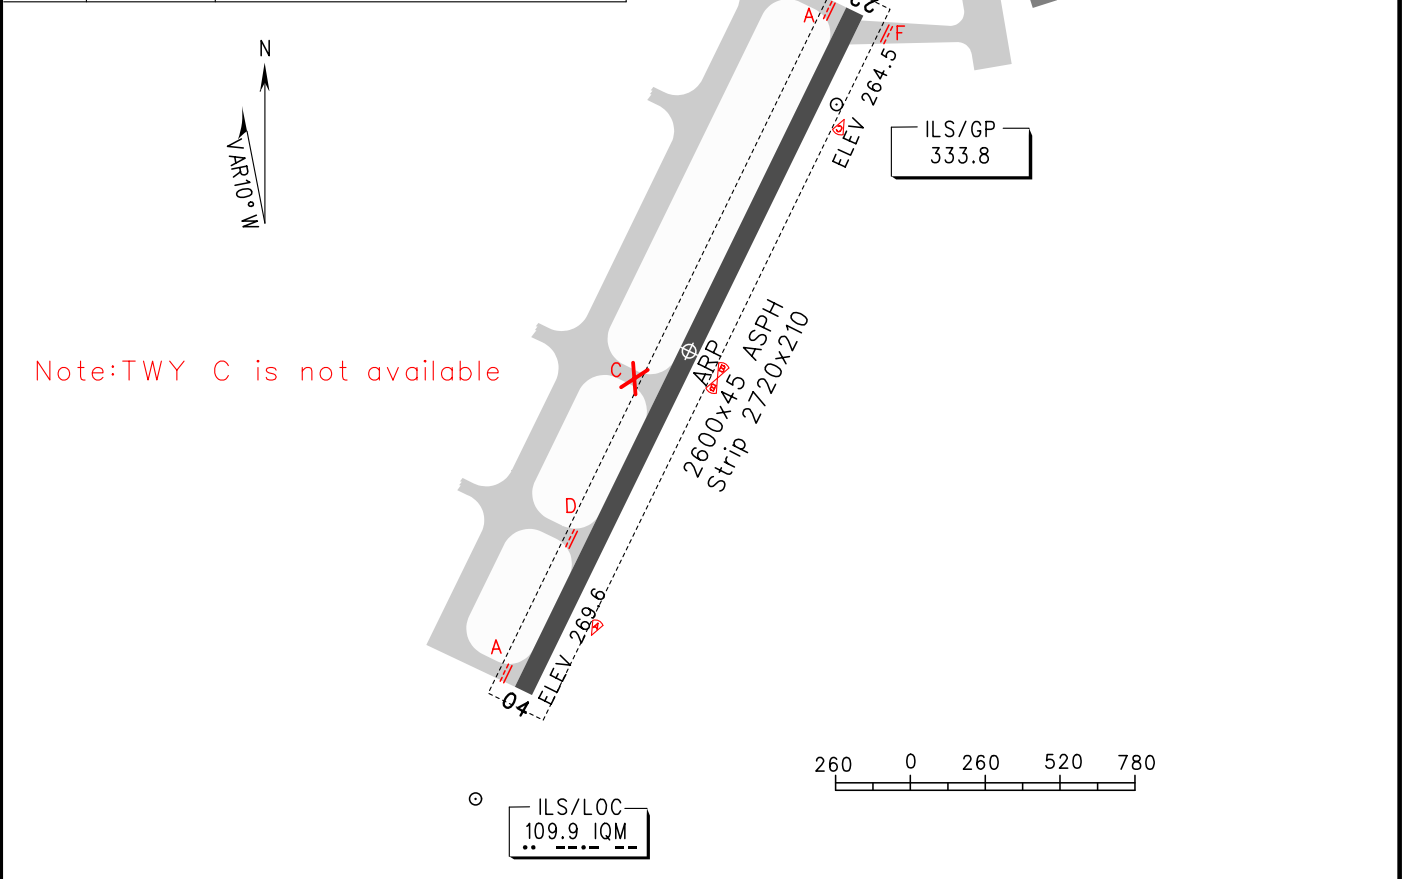 22
A
F
N
VAR10°W
ELEV 264.5
ILS/GP
333.8
Note:TWY C is not available
C
ARP
2600x45 ASPH
Strip 2720x210
B
B
D
ELEV 269.6
A
04
260 0 260 520 780
ILS/LOC
109.9 IQM